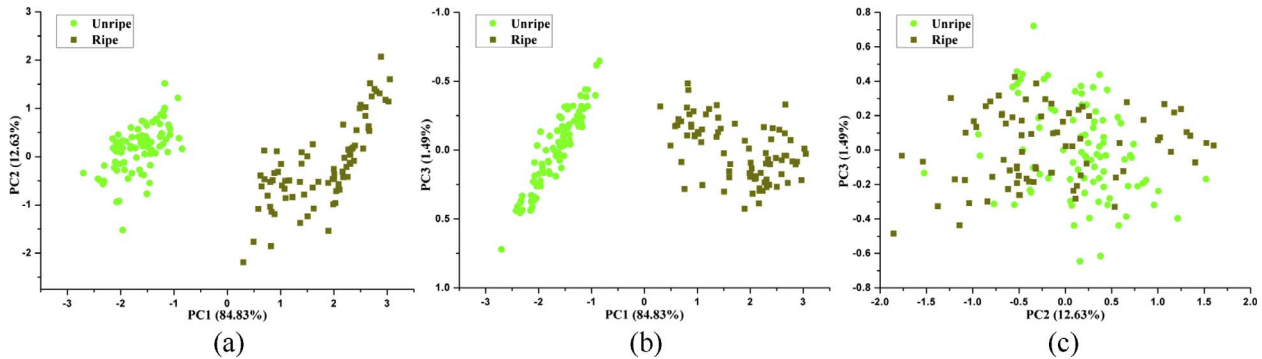 Unripe
Ripe
3
2
1
0
-1
-2
PC2 (12.63%)
-3
-2
-1
0
1
2
3
PC1 (84.83%)
(a)
Unripe
Ripe
-1.0
-0.5
0.0
0.5
1.0
PC3 (1.49%)
-3
-2
-1
0
1
2
3
PC1 (84.83%)
(b)
Unripe
Ripe
0.8
0.6
0.4
0.2
0.0
-0.2
-0.4
-0.6
-0.8
PC3 (1.49%)
-2.0
-1.5
-1.0
-0.5
0.0
0.5
1.0
1.5
2.0
PC2 (12.63%)
(c)